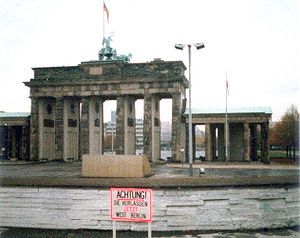 ACHTUNG!
SIE VERLASSEN
JETZT
WEST BERLIN